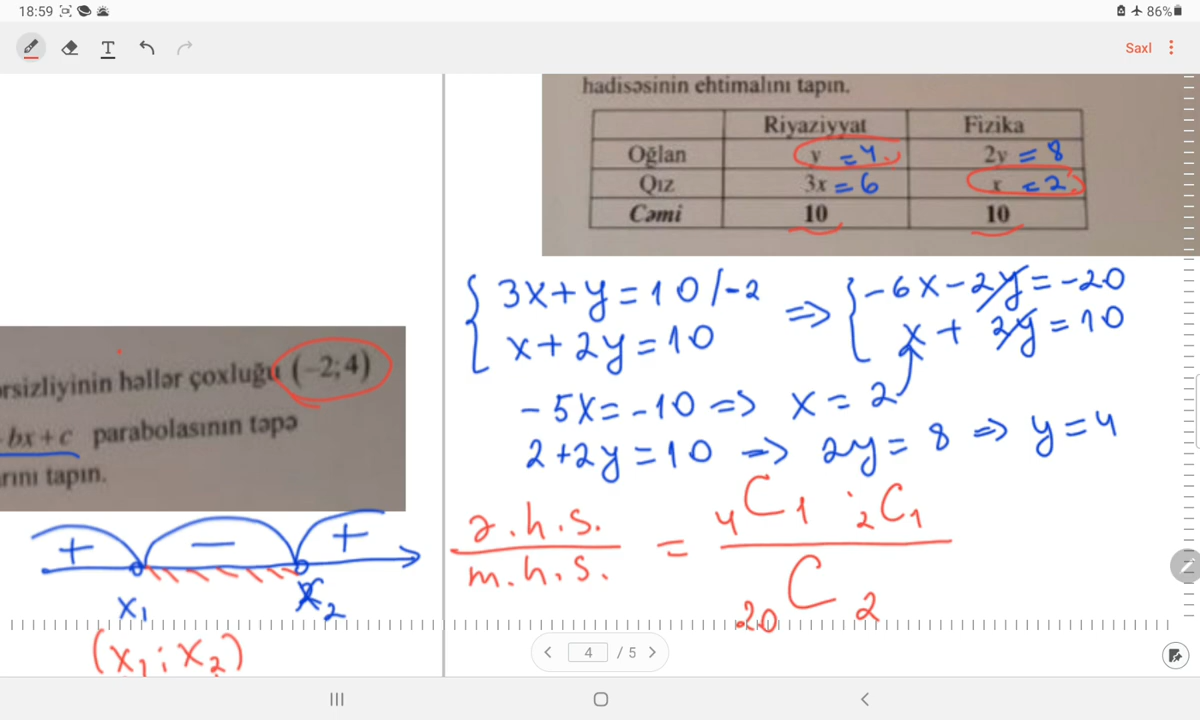 18:59 86%
T Saxl
hadisəsinin ehtimalını tapın.
Riyaziyyat Fizika
Oğlan y = 4 2y = 8
Qız 3x = 6 x = 2
Cəmi 10 10
3x+y=10 /-2 => -6x-2y=-20
x+2y=10 x+2y=10
-5x=-10 => x=2
2+2y=10 => 2y=8 => y=4
ə.h.s. = 4C1 · 2C1
m.h.s. 20C2
ərsizliyinin həllər çoxluğu (-2;4)
bx+c parabolasının təpə
rını tapın.
+ - +
x1 x2
(x1; x2)
4 / 5